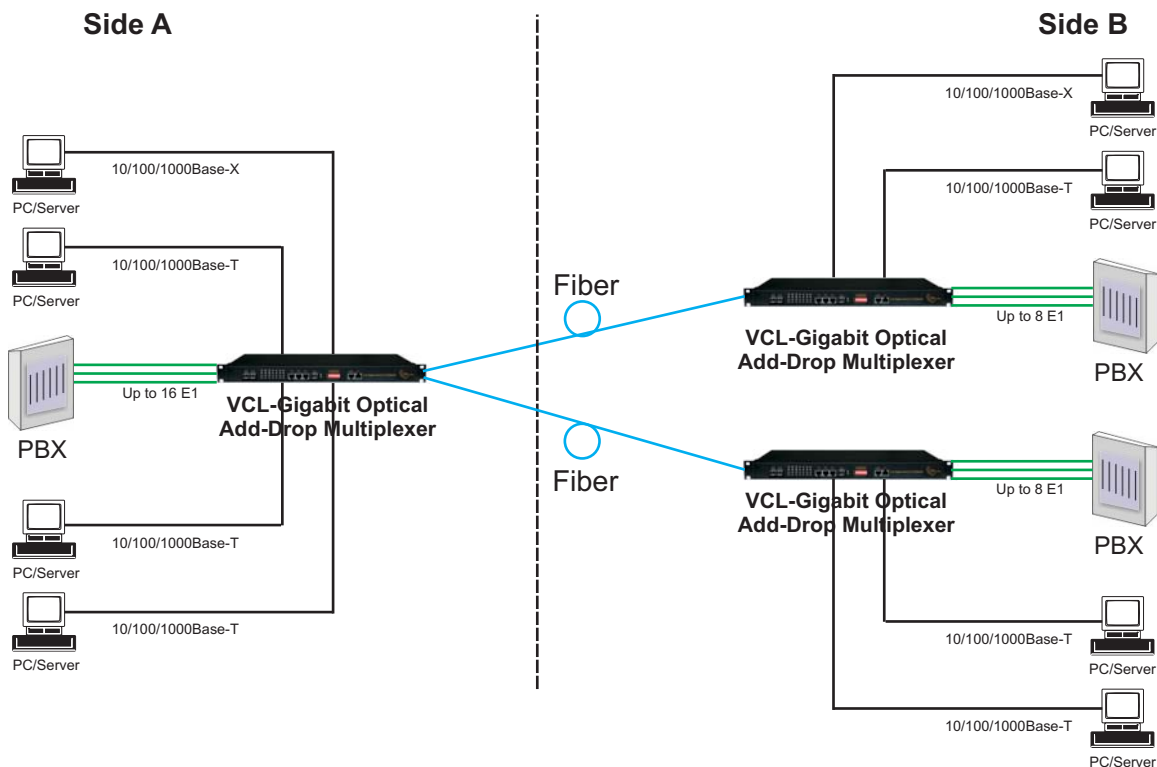 Side A
Side B
10/100/1000Base-X
PC/Server
10/100/1000Base-T
PC/Server
Up to 16 E1
PBX
VCL-Gigabit Optical
Add-Drop Multiplexer
10/100/1000Base-T
PC/Server
10/100/1000Base-T
PC/Server
Fiber
Fiber
10/100/1000Base-X
PC/Server
10/100/1000Base-T
PC/Server
VCL-Gigabit Optical
Add-Drop Multiplexer
Up to 8 E1
PBX
VCL-Gigabit Optical
Add-Drop Multiplexer
Up to 8 E1
PBX
10/100/1000Base-T
PC/Server
10/100/1000Base-T
PC/Server